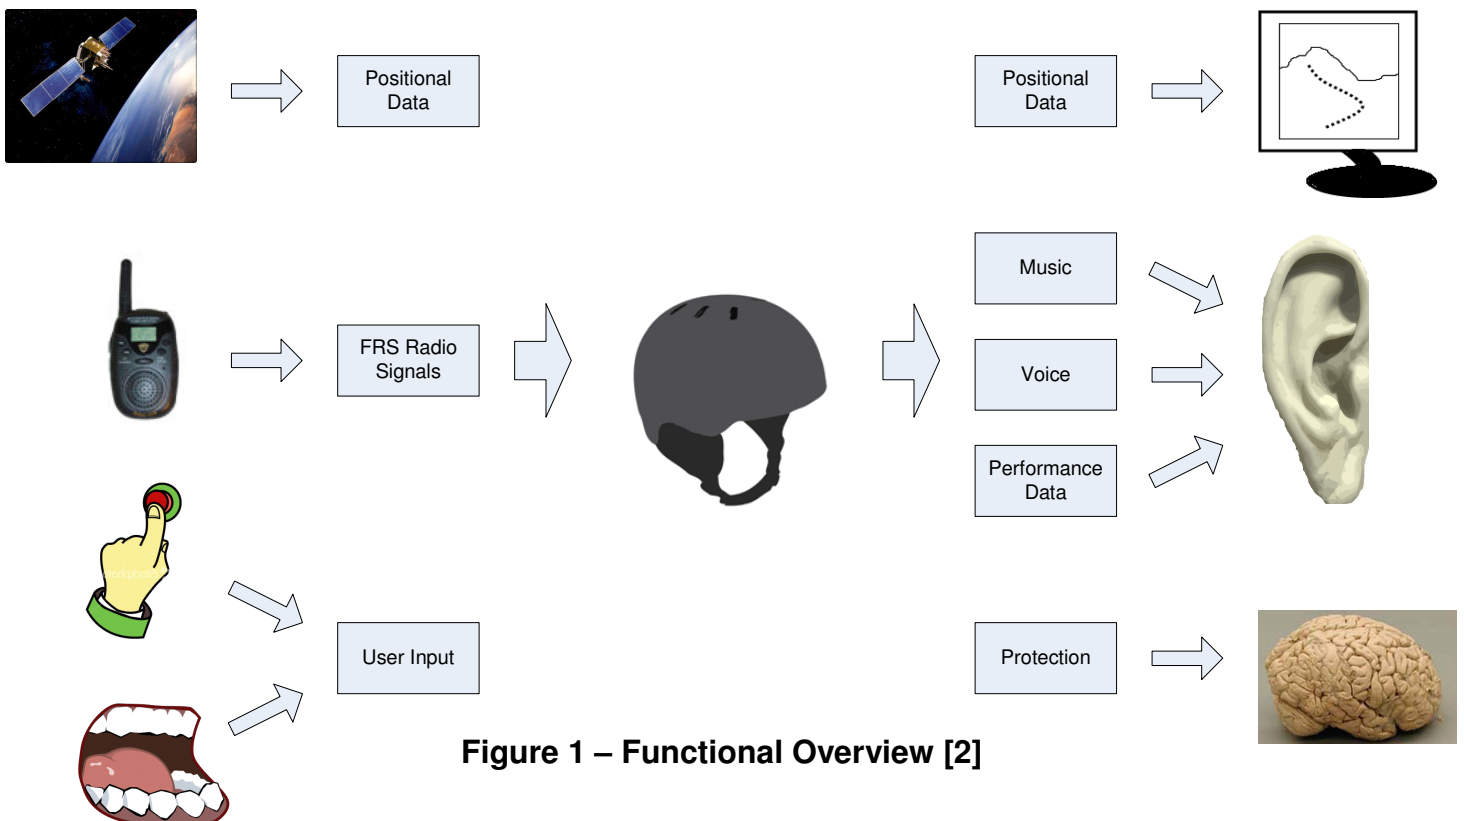 Positional
Data
Positional
Data
Music
FRS Radio
Signals
Voice
Performance
Data
User Input
Protection
Figure 1 – Functional Overview [2]